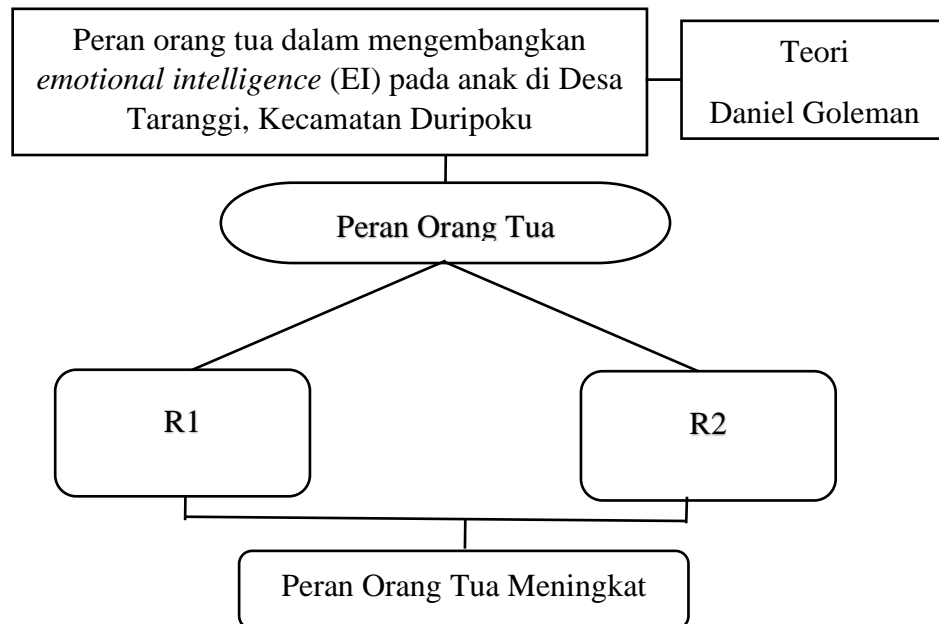 Peran orang tua dalam mengembangkan
emotional intelligence (EI) pada anak di Desa
Taranggi, Kecamatan Duripoku
Teori
Daniel Goleman
Peran Orang Tua
R1
R2
Peran Orang Tua Meningkat